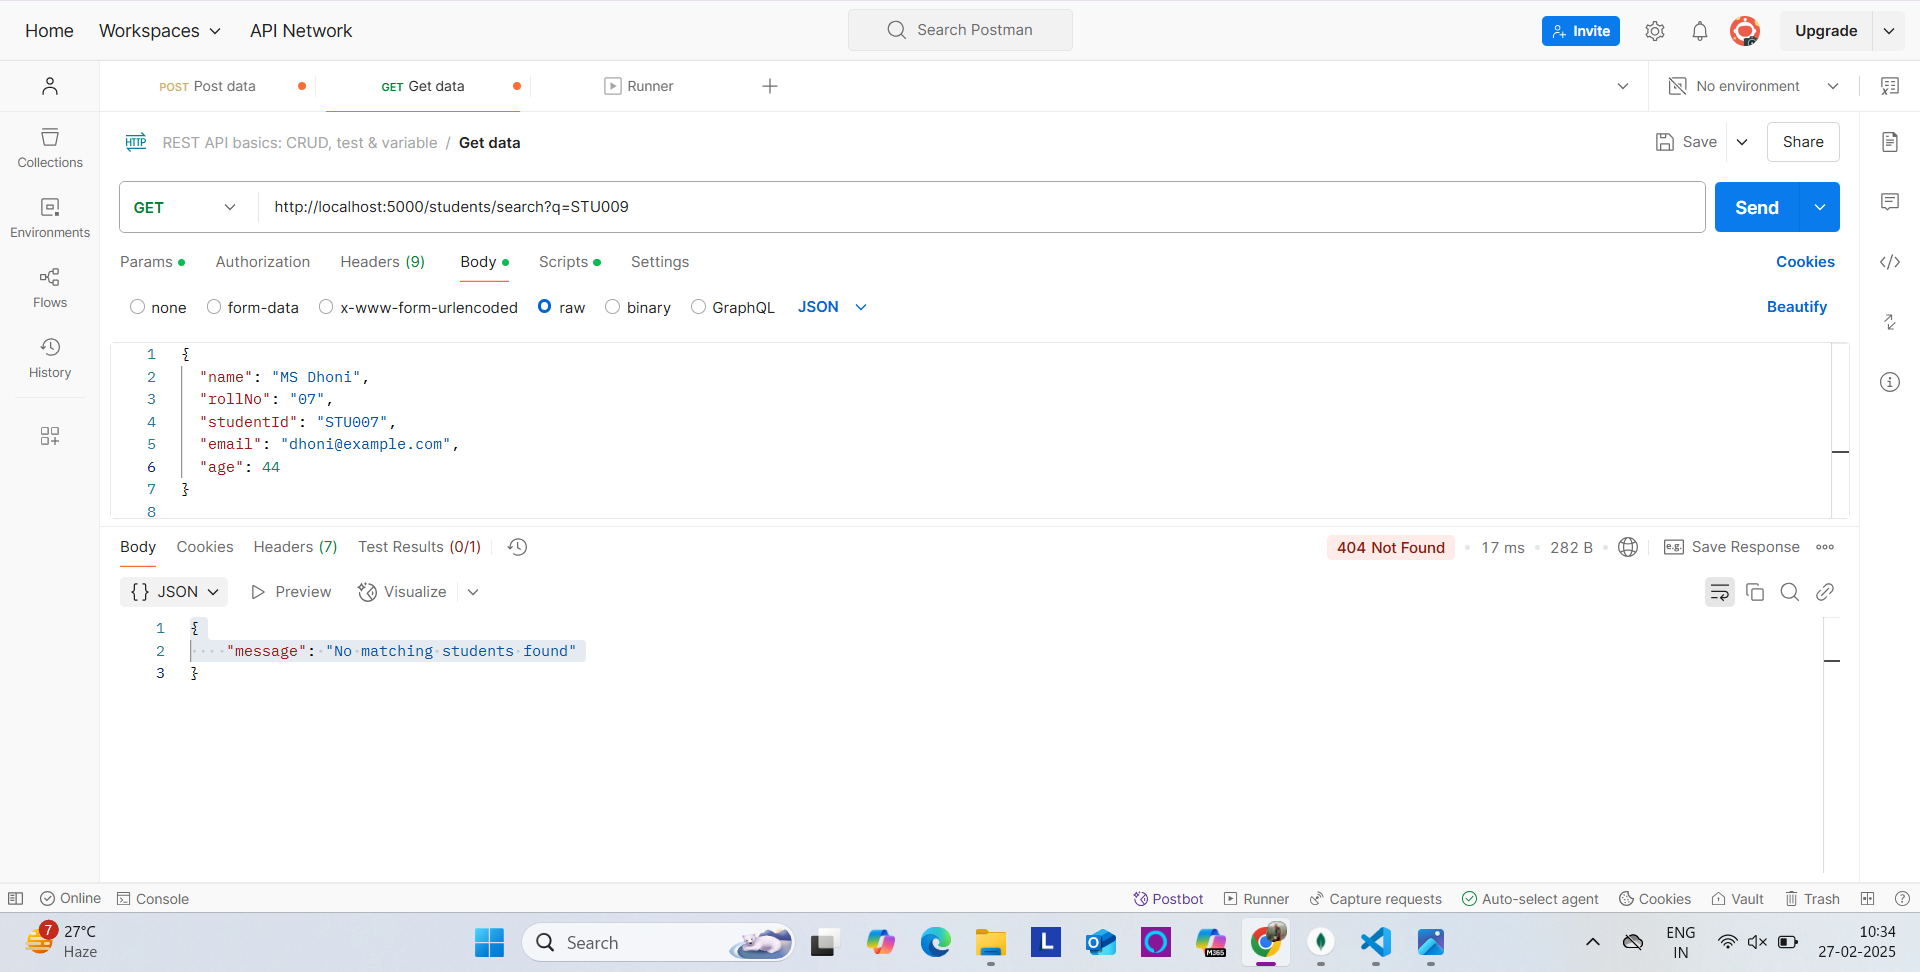 Home Workspaces API Network Search Postman Invite Upgrade
POST Post data GET Get data Runner No environment
REST API basics: CRUD, test & variable / Get data Save Share
Collections
Environments
Flows
History
GET http://localhost:5000/students/search?q=STU009 Send
Params Authorization Headers (9) Body Scripts Settings Cookies
none form-data x-www-form-urlencoded raw binary GraphQL JSON Beautify
1 {
2 "name": "MS Dhoni",
3 "rollNo": "07",
4 "studentId": "STU007",
5 "email": "dhoni@example.com",
6 "age": 44
7 }
8
Body Cookies Headers (7) Test Results (0/1) 404 Not Found 17 ms 282 B e.g. Save Response
{} JSON Preview Visualize
1 {
2 "message": "No matching students found"
3 }
Online Console Postbot Runner Capture requests Auto-select agent Cookies Vault Trash
7 27°C
Haze
Search
L
M365
ENG
IN
10:34
27-02-2025